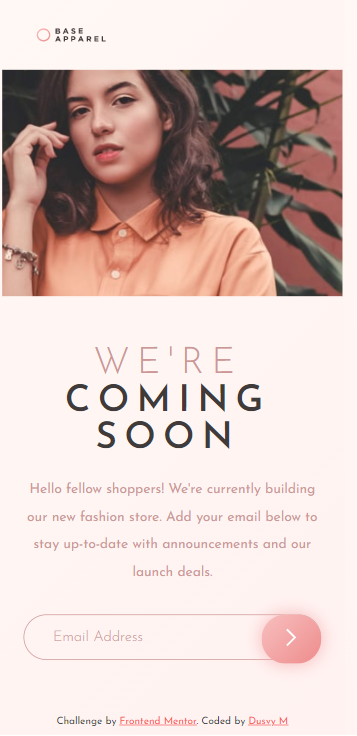 BASE
APPAREL
WE'RE
COMING
SOON
Hello fellow shoppers! We're currently building
our new fashion store. Add your email below to
stay up-to-date with announcements and our
launch deals.
Email Address
Challenge by Frontend Mentor. Coded by Dusvy M